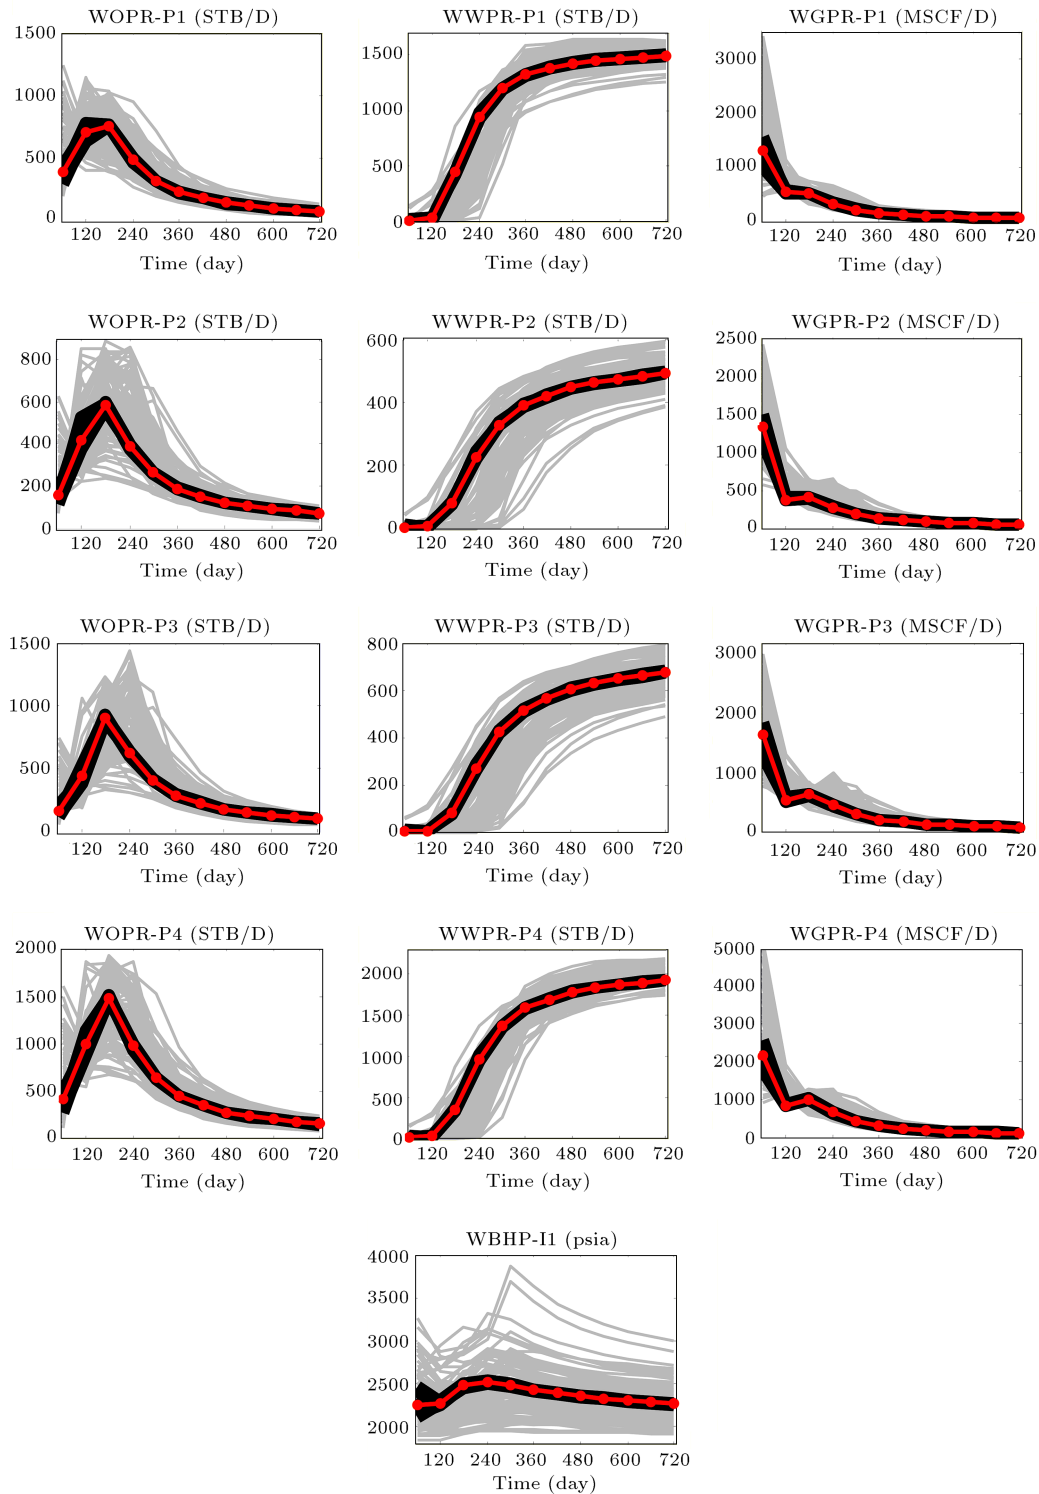 WOPR-P1 (STB/D)
1500
1000
500
0
120 240 360 480 600 720
Time (day)
WWPR-P1 (STB/D)
1500
1000
500
0
120 240 360 480 600 720
Time (day)
WGPR-P1 (MSCF/D)
3000
2000
1000
0
120 240 360 480 600 720
Time (day)
WOPR-P2 (STB/D)
800
600
400
200
0
120 240 360 480 600 720
Time (day)
WWPR-P2 (STB/D)
600
400
200
0
120 240 360 480 600 720
Time (day)
WGPR-P2 (MSCF/D)
2500
2000
1500
1000
500
0
120 240 360 480 600 720
Time (day)
WOPR-P3 (STB/D)
1500
1000
500
0
120 240 360 480 600 720
Time (day)
WWPR-P3 (STB/D)
800
600
400
200
0
120 240 360 480 600 720
Time (day)
WGPR-P3 (MSCF/D)
3000
2000
1000
0
120 240 360 480 600 720
Time (day)
WOPR-P4 (STB/D)
2000
1500
1000
500
0
120 240 360 480 600 720
Time (day)
WWPR-P4 (STB/D)
2000
1500
1000
500
0
120 240 360 480 600 720
Time (day)
WGPR-P4 (MSCF/D)
5000
4000
3000
2000
1000
0
120 240 360 480 600 720
Time (day)
WBHP-I1 (psia)
4000
3500
3000
2500
2000
120 240 360 480 600 720
Time (day)